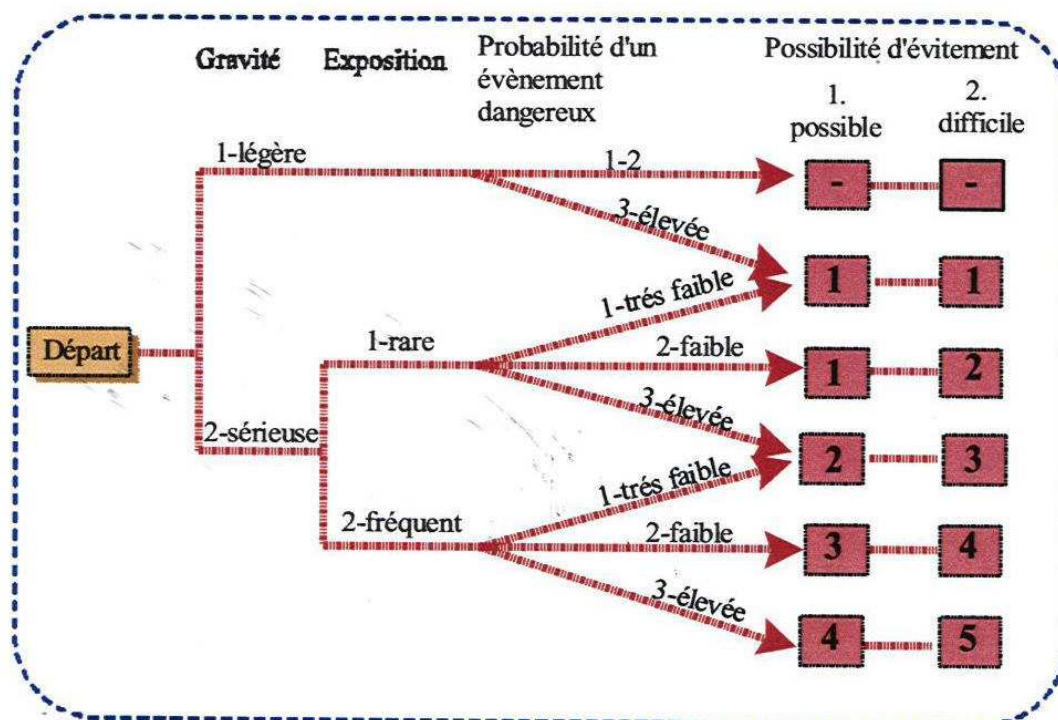 Gravité Exposition Probabilité d'un Possibilité d'évitement
évènement
dangereux
1. 2.
possible difficile
1-légère 1-2 - -
3-élevée 1 1
1-trés faible
Départ 1-rare 2-faible 1 2
3-élevée
2-sérieuse 2 3
1-trés faible
2-fréquent 2-faible 3 4
3-élevée
4 5